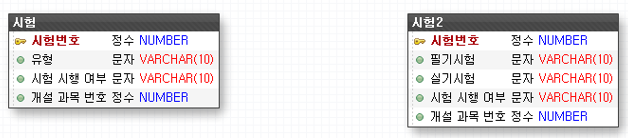 시험
시험번호 정수 NUMBER
유형 문자 VARCHAR(10)
시험 시행 여부 문자 VARCHAR(10)
개설 과목 번호 정수 NUMBER
시험2
시험번호 정수 NUMBER
필기시험 문자 VARCHAR(10)
실기시험 문자 VARCHAR(10)
시험 시행 여부 문자 VARCHAR(10)
개설 과목 번호 정수 NUMBER